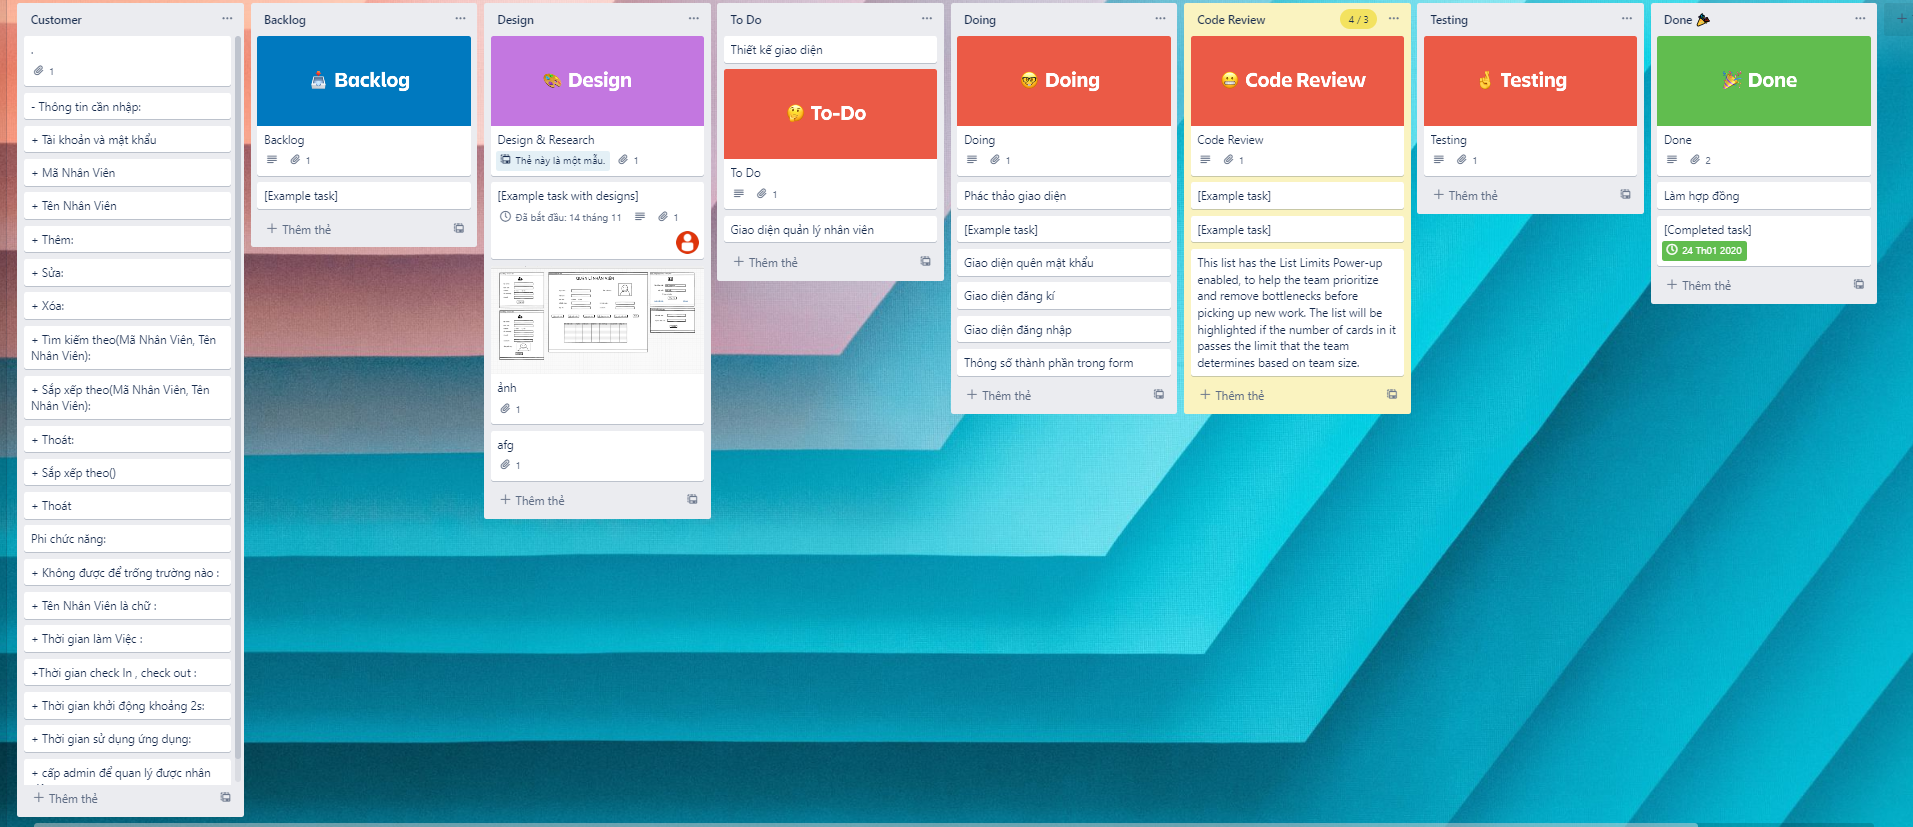 Customer
.
1
- Thông tin cần nhập:
+ Tài khoản và mật khẩu
+ Mã Nhân Viên
+ Tên Nhân Viên
+ Thêm:
+ Sửa:
+ Xóa:
+ Tìm kiếm theo(Mã Nhân Viên, Tên
Nhân Viên):
+ Sắp xếp theo(Mã Nhân Viên, Tên
Nhân Viên):
+ Thoát:
+ Sắp xếp theo()
+ Thoát
Phi chức năng:
+ Không được để trống trường nào :
+ Tên Nhân Viên là chữ :
+ Thời gian làm Việc :
+Thời gian check In , check out :
+ Thời gian khởi động khoảng 2s:
+ Thời gian sử dụng ứng dụng:
+ cấp admin để quan lý được nhân
+ Thêm thẻ
Backlog
Backlog
Backlog
1
[Example task]
+ Thêm thẻ
Design
Design
Design & Research
Thẻ này là một mẫu.
1
[Example task with designs]
Đã bắt đầu: 14 tháng 11
1
QUẢN LÍ NHÂN VIÊN
ảnh
1
afg
1
+ Thêm thẻ
To Do
Thiết kế giao diện
To-Do
To Do
1
Giao diện quản lý nhân viên
+ Thêm thẻ
Doing
Doing
Doing
1
Phác thảo giao diện
[Example task]
Giao diện quên mật khẩu
Giao diện đăng kí
Giao diện đăng nhập
Thông số thành phần trong form
+ Thêm thẻ
Code Review
4 / 3
Code Review
Code Review
1
[Example task]
[Example task]
This list has the List Limits Power-up
enabled, to help the team prioritize
and remove bottlenecks before
picking up new work. The list will be
highlighted if the number of cards in it
passes the limit that the team
determines based on team size.
+ Thêm thẻ
Testing
Testing
Testing
1
+ Thêm thẻ
Done
Done
Done
2
Làm hợp đồng
[Completed task]
24 Th01 2020
+ Thêm thẻ